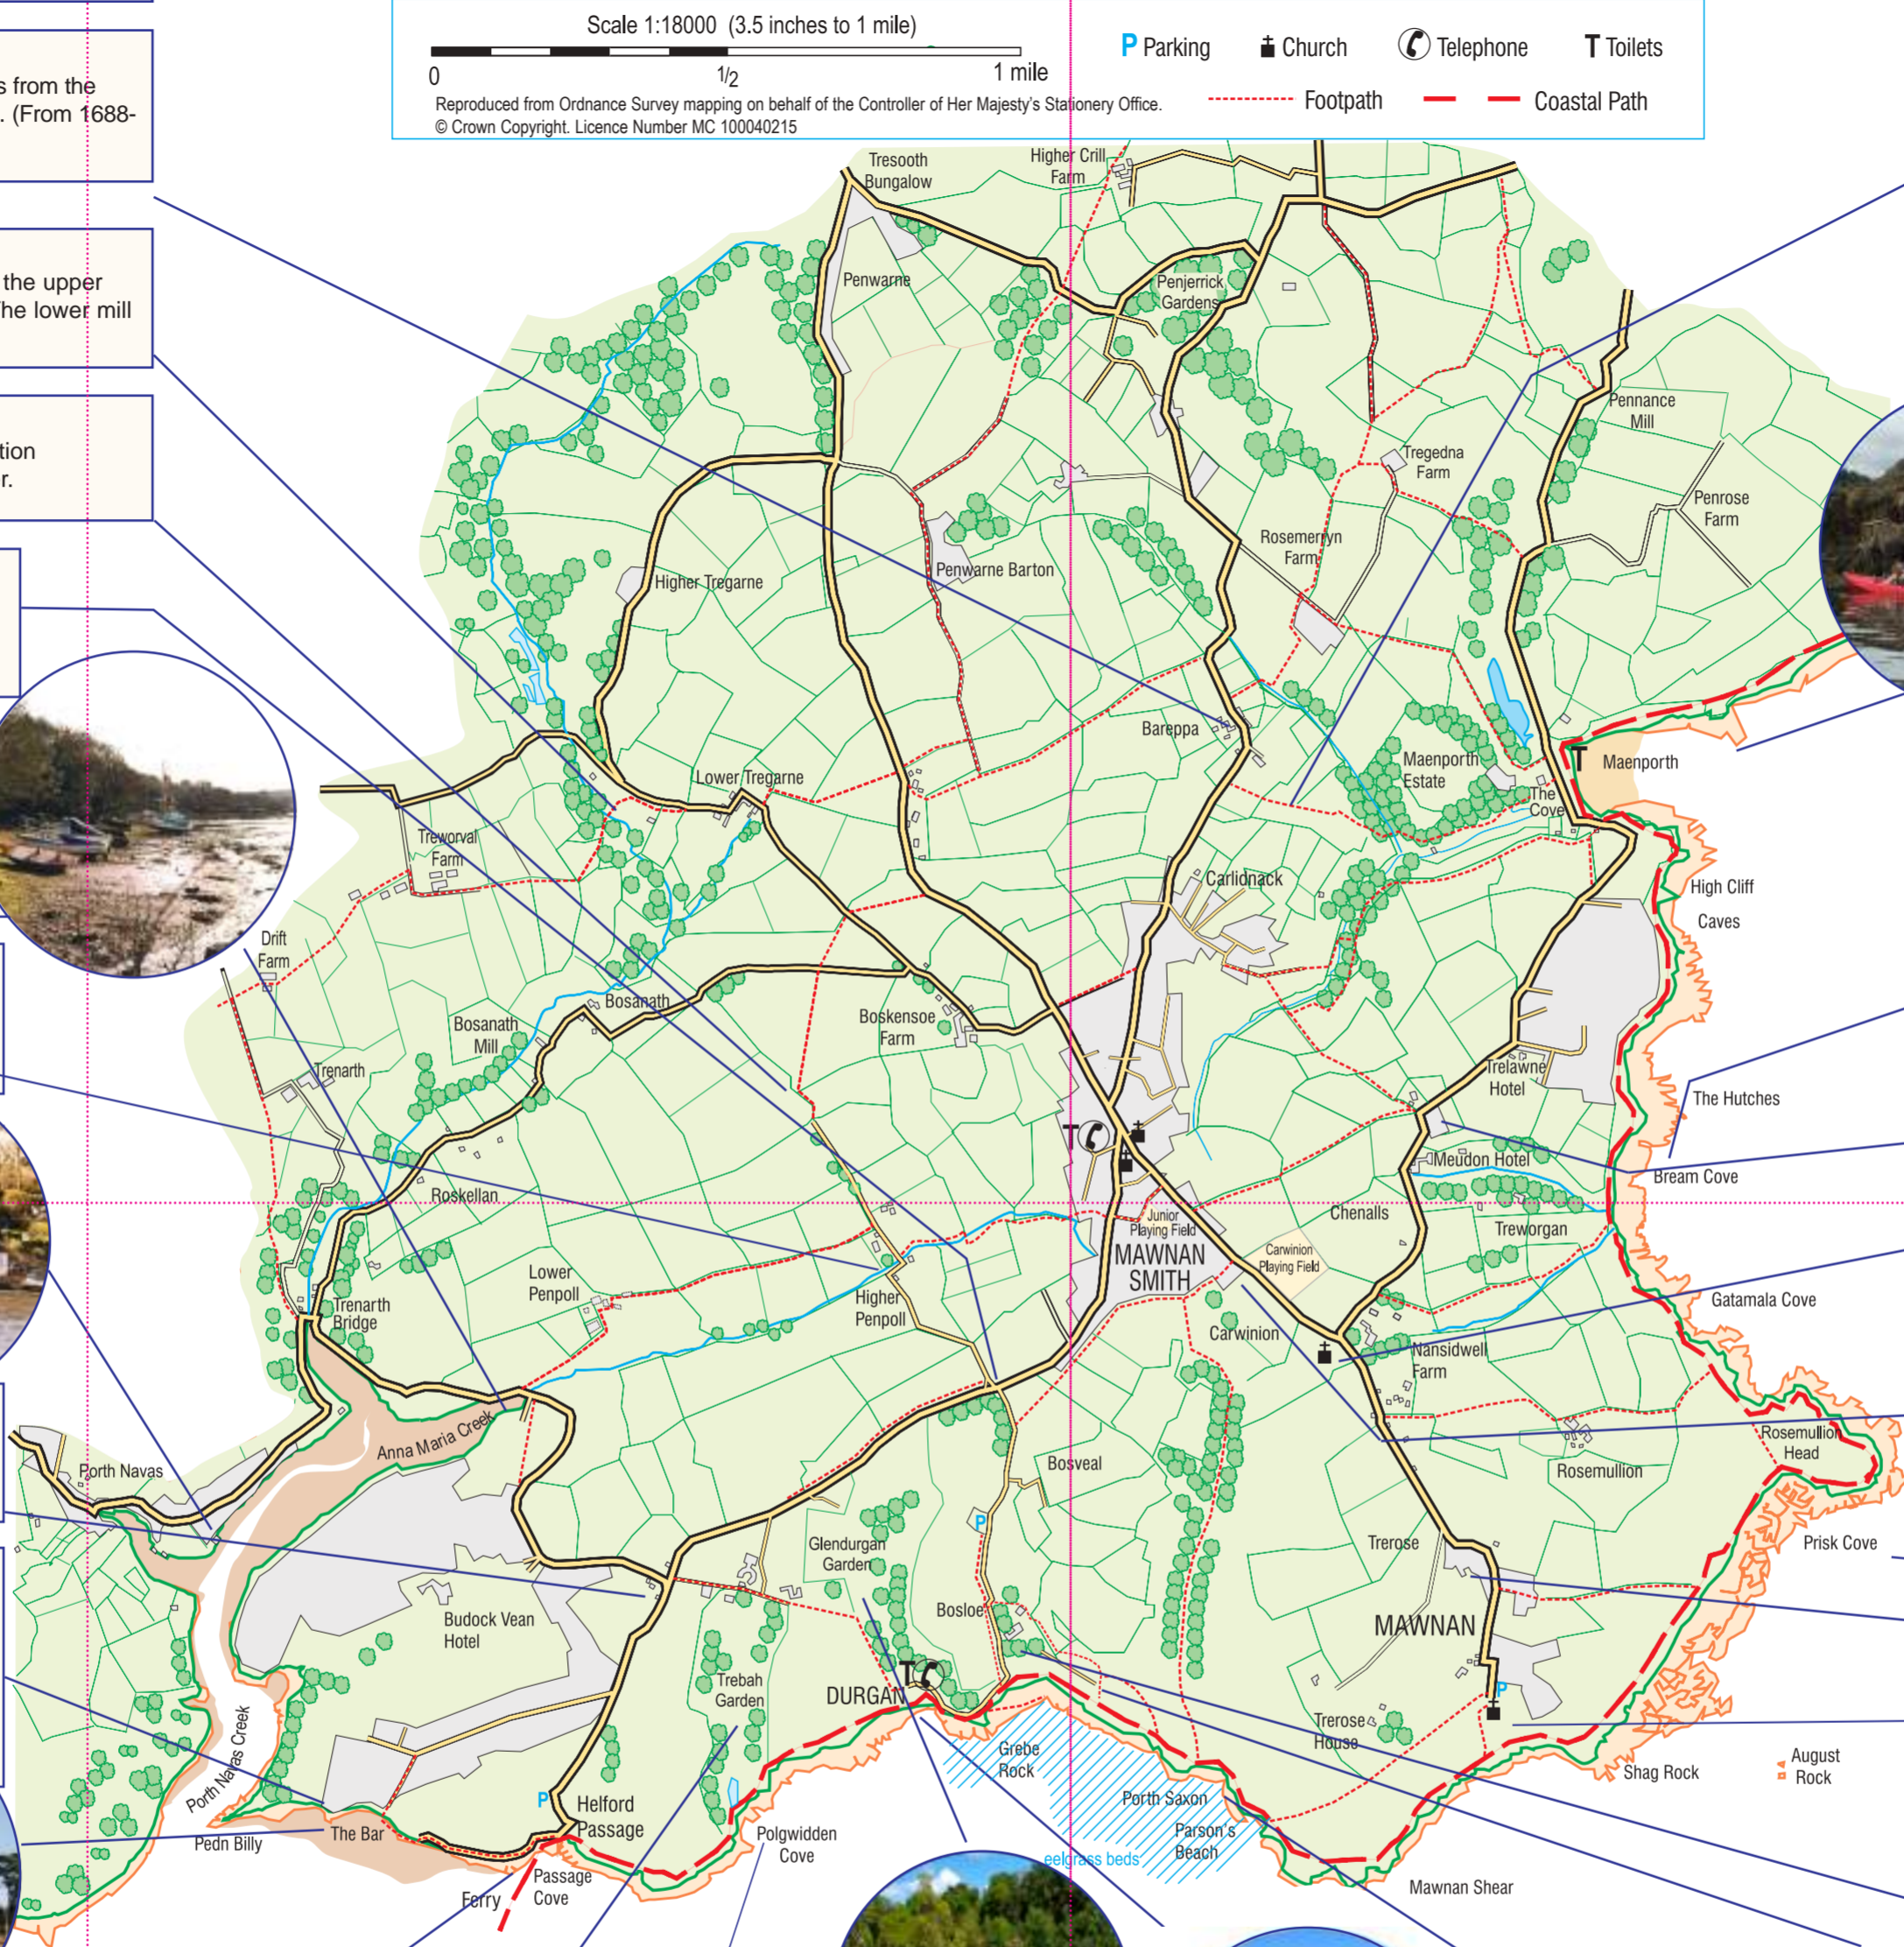 Scale 1:18000 (3.5 inches to 1 mile)
0
1/2
1 mile
Reproduced from Ordnance Survey mapping on behalf of the Controller of Her Majesty's Stationery Office.
© Crown Copyright. Licence Number MC 100040215
P Parking
Church
Telephone
T Toilets
Footpath
Coastal Path
s from the
. (From 1688-
the upper
he lower mill
tion
r.
Tresooth
Bungalow
Higher Crill
Farm
Penwarne
Penjerrick
Gardens
Pennance
Mill
Tregedna
Farm
Penrose
Farm
Rosemerryn
Farm
Higher Tregarne
Penwarne Barton
Bareppa
Maenporth
Estate
T
Maenporth
The
Cove
Lower Tregarne
Treworval
Farm
Carlidnack
High Cliff
Caves
Drift
Farm
Bosanath
Bosanath
Mill
Boskensoe
Farm
Trenarth
Trelawne
Hotel
The Hutches
T
Meudon Hotel
Bream Cove
Roskellan
Junior
Playing Field
Chenalls
Treworgan
MAWNAN
SMITH
Carwinion
Playing Field
Lower
Penpoll
Higher
Penpoll
Gatamala Cove
Trenarth
Bridge
Carwinion
Nansidwell
Farm
Anna Maria Creek
Rosemullion
Head
Porth Navas
Bosveal
Rosemullion
P
Glendurgan
Garden
Trerose
Prisk Cove
Budock Vean
Hotel
Bosloe
MAWNAN
T
Trebah
Garden
DURGAN
P
Trerose
House
Grebe
Rock
Shag Rock
August
Rock
Porth Navas Creek
P
Helford
Passage
Porth Saxon
Parson's
Beach
Pedn Billy
The Bar
Polgwidden
Cove
eelgrass beds
Passage
Cove
Ferry
Mawnan Shear